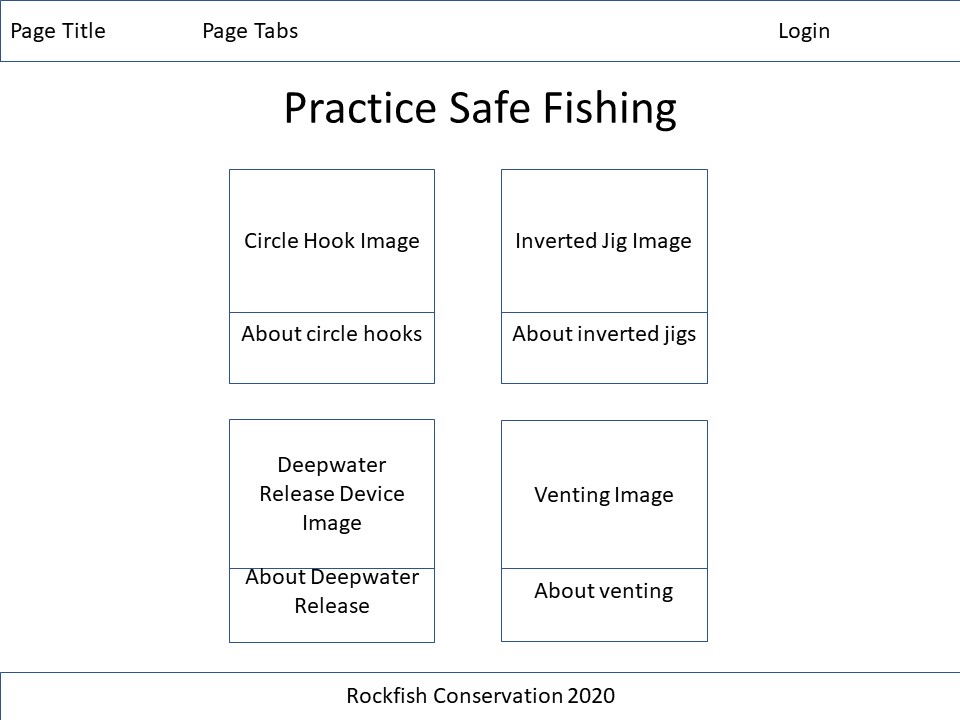 Page Title
Page Tabs
Login
Practice Safe Fishing
Circle Hook Image
Inverted Jig Image
About circle hooks
About inverted jigs
Deepwater
Release Device
Image
Venting Image
About Deepwater
Release
About venting
Rockfish Conservation 2020